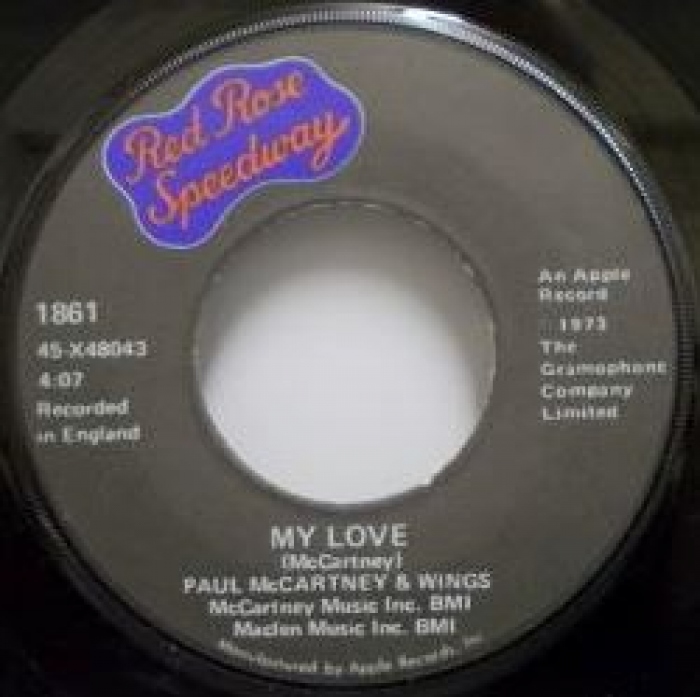 Red Rose
Speedway
1861
45-X48043
4:07
Recorded
in England
An Apple
Record
1973
The
Gramophone
Company
Limited
MY LOVE
(McCartney)
PAUL McCARTNEY & WINGS
McCartney Music Inc. BMI
Maclen Music Inc. BMI
Manufactured by Apple Records, Inc